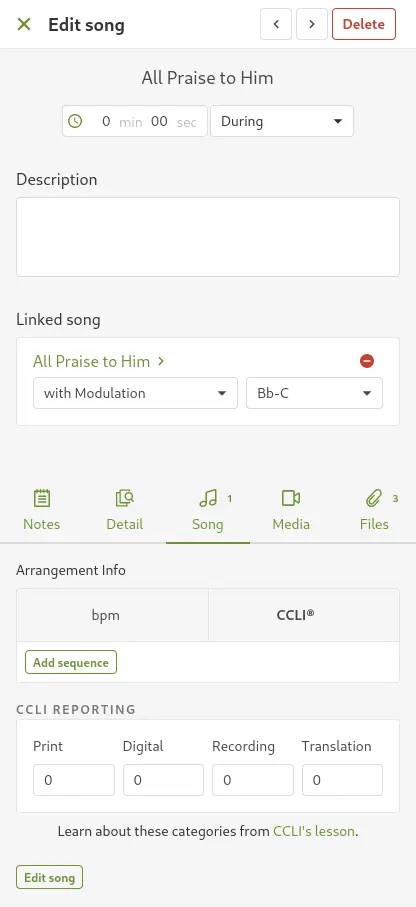 Edit song
Delete
All Praise to Him
0 min 00 sec During
Description
Linked song
All Praise to Him
with Modulation Bb-C
1 3
Notes Detail Song Media Files
Arrangement Info
bpm CCLI®
Add sequence
CCLI REPORTING
Print Digital Recording Translation
0 0 0 0
Learn about these categories from CCLI's lesson.
Edit song